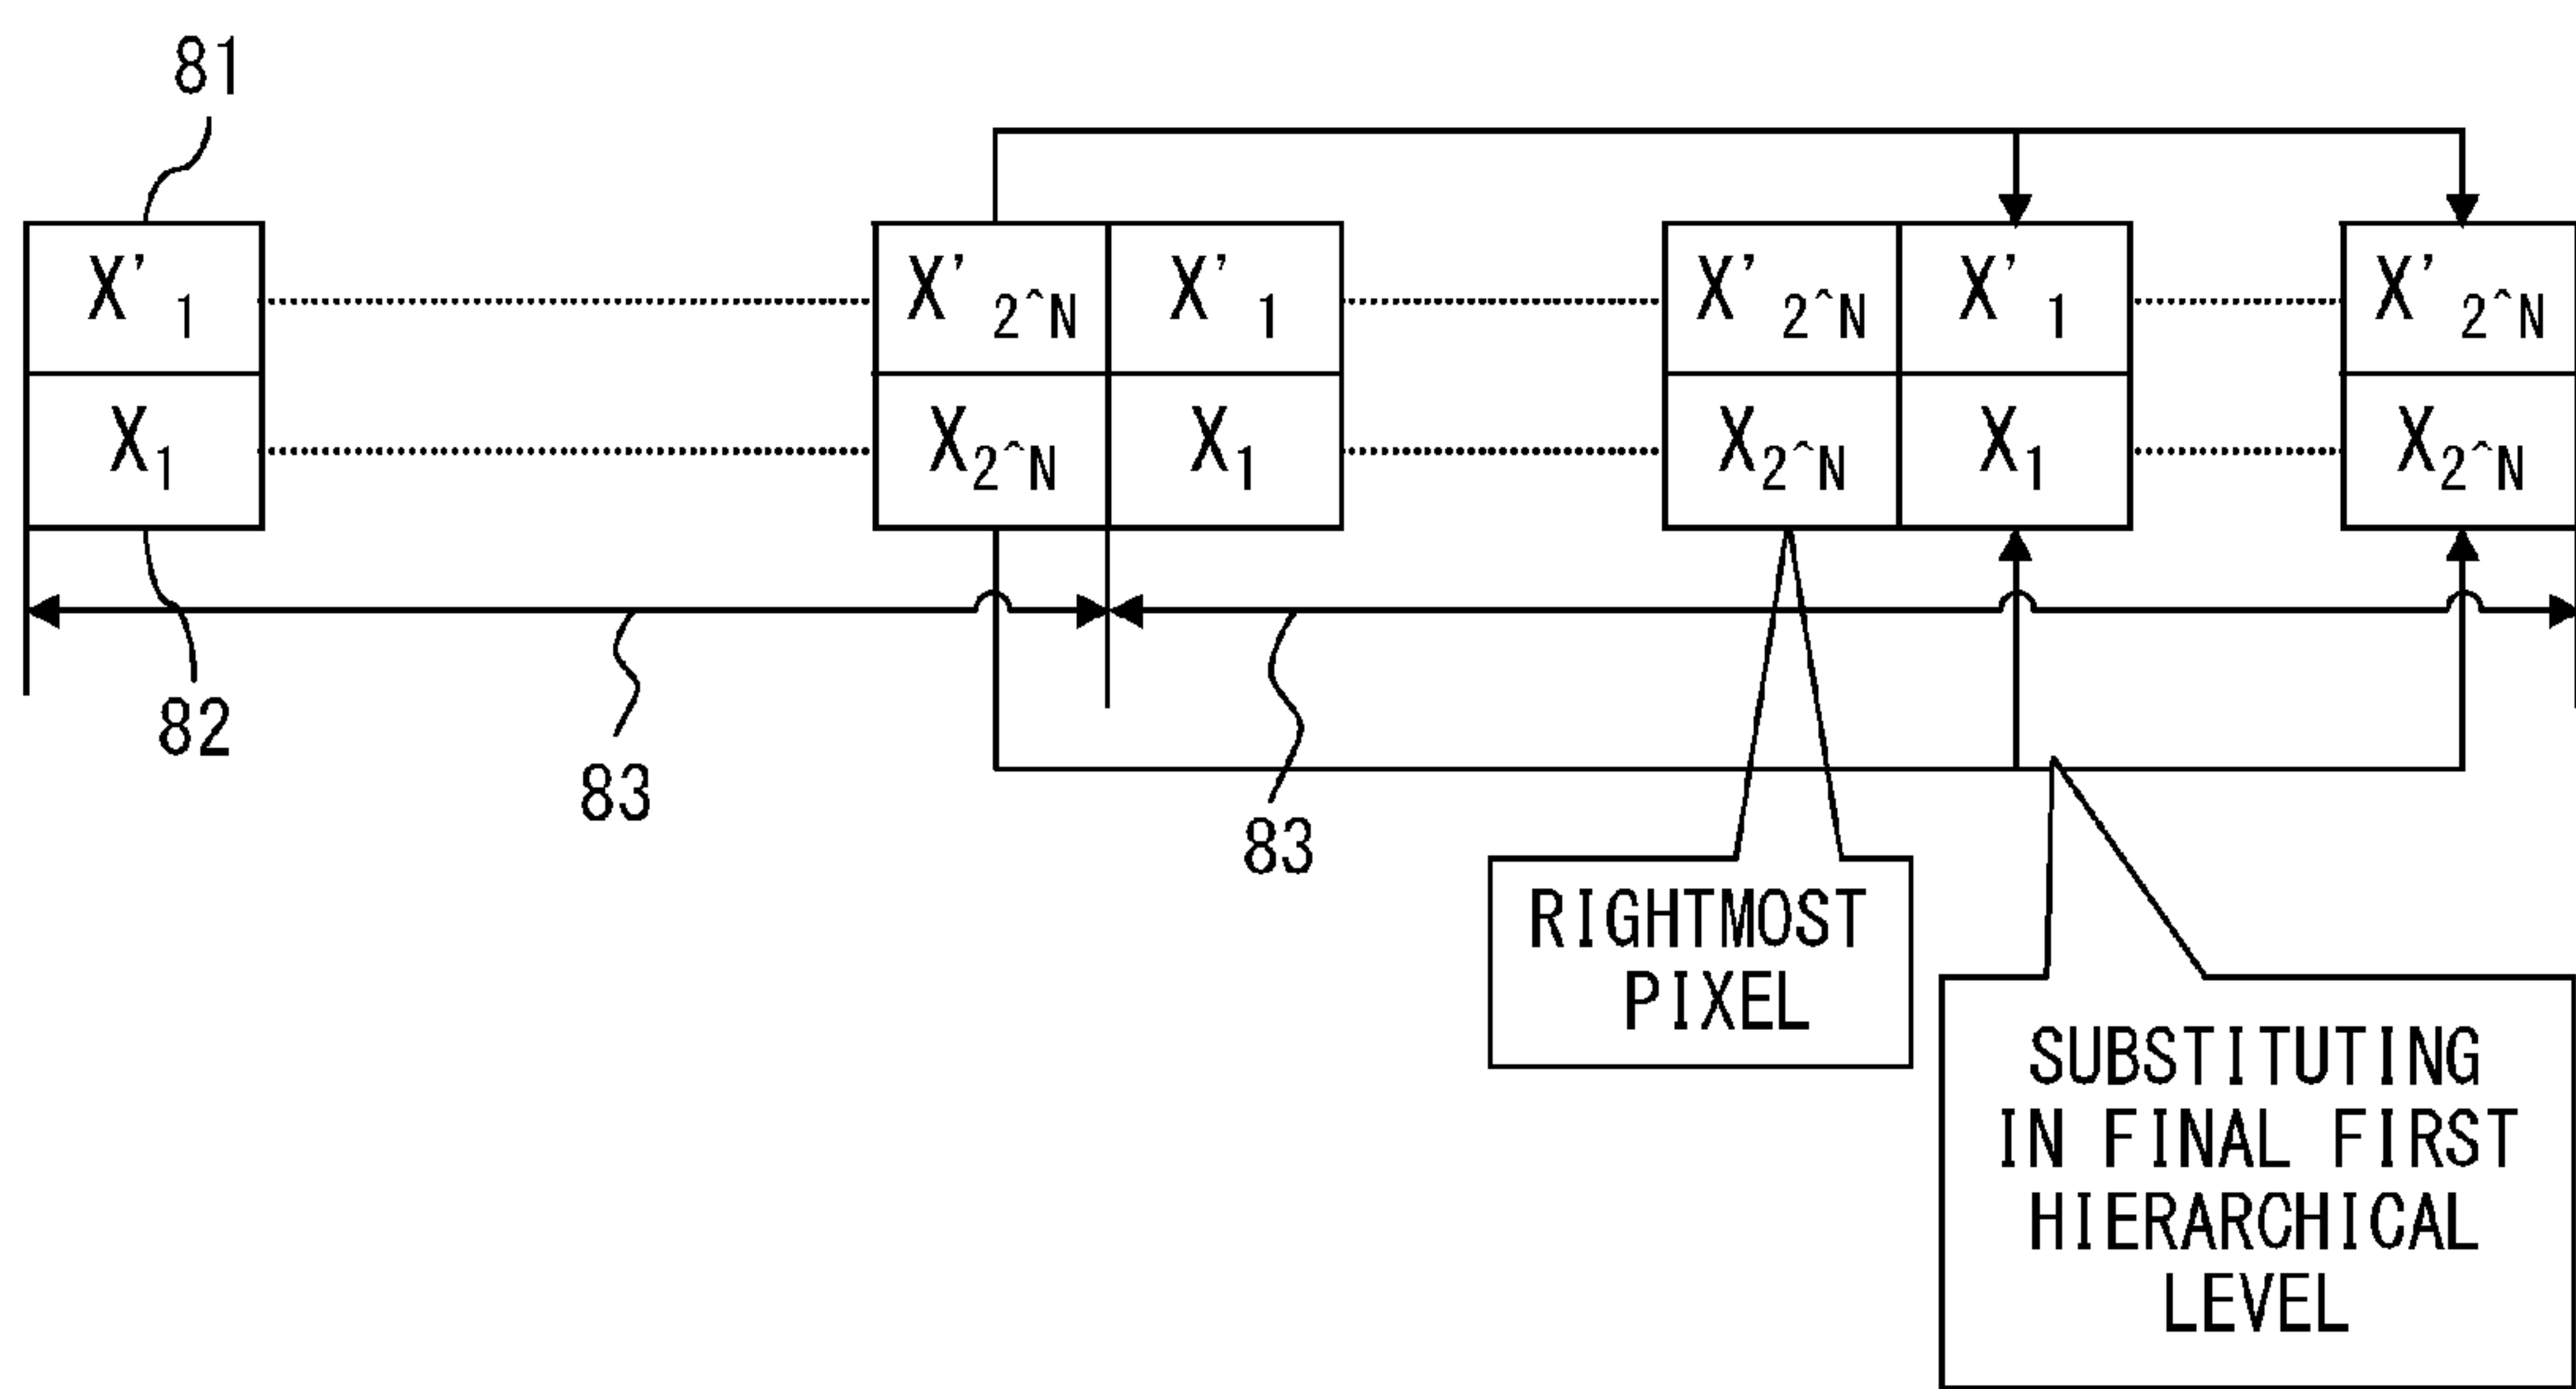 81
X'1 X'2^N X'1 X'2^N X'1 X'2^N
X1 X2^N X1 X2^N X1 X2^N
82
83
83
RIGHTMOST
PIXEL
SUBSTITUTING
IN FINAL FIRST
HIERARCHICAL
LEVEL